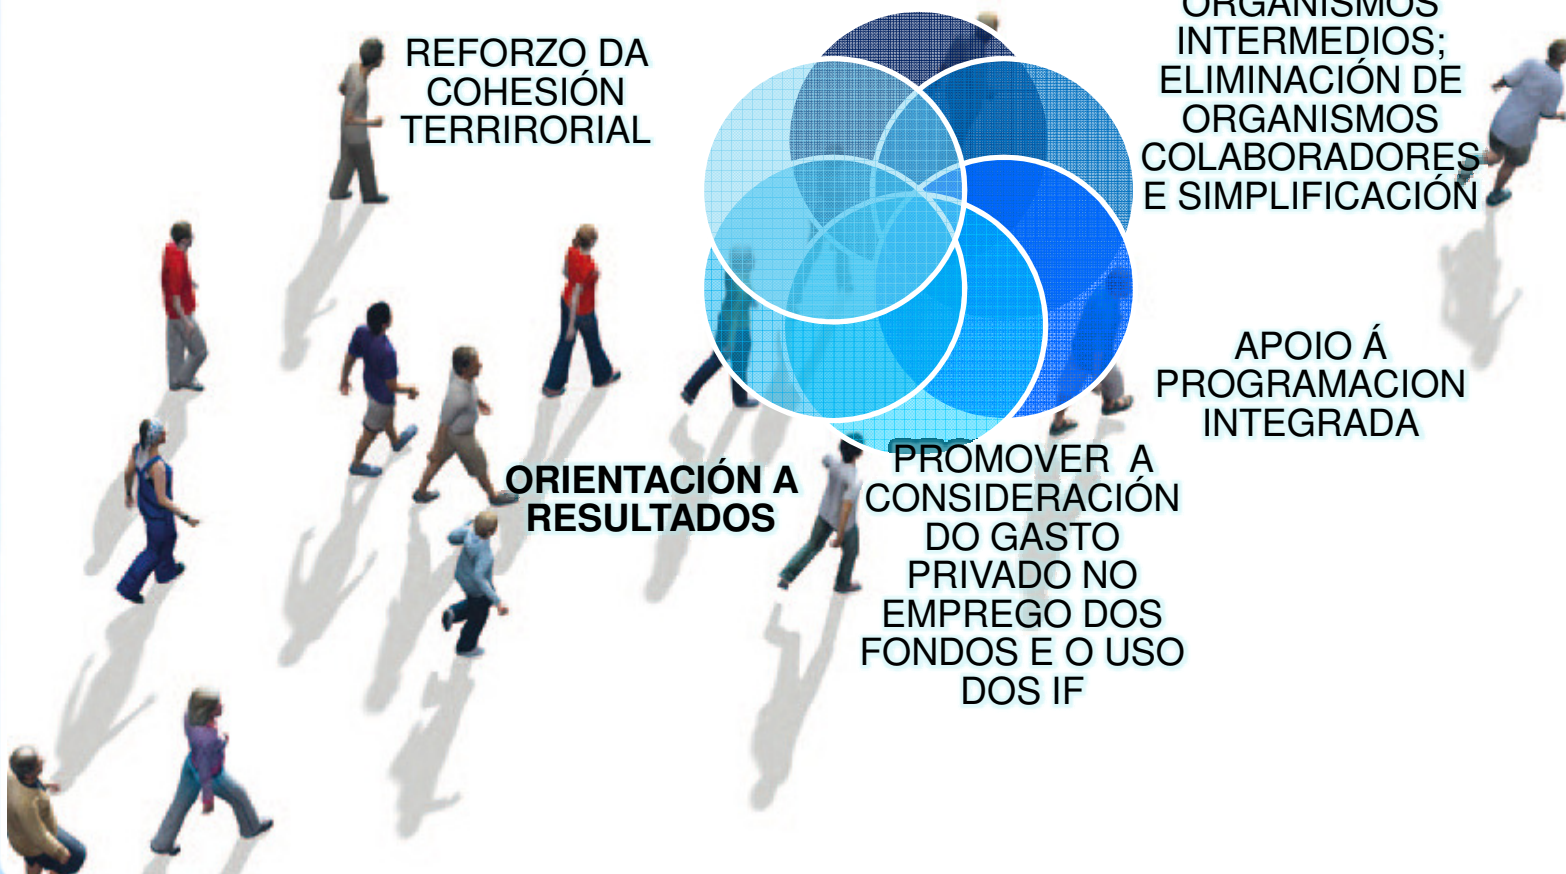 REFORZO DA
COHESIÓN
TERRIRORIAL
ORGANISMOS
INTERMEDIOS;
ELIMINACIÓN DE
ORGANISMOS
COLABORADORES
E SIMPLIFICACIÓN
APOIO Á
PROGRAMACION
INTEGRADA
ORIENTACIÓN A
RESULTADOS
PROMOVER A
CONSIDERACIÓN
DO GASTO
PRIVADO NO
EMPREGO DOS
FONDOS E O USO
DOS IF